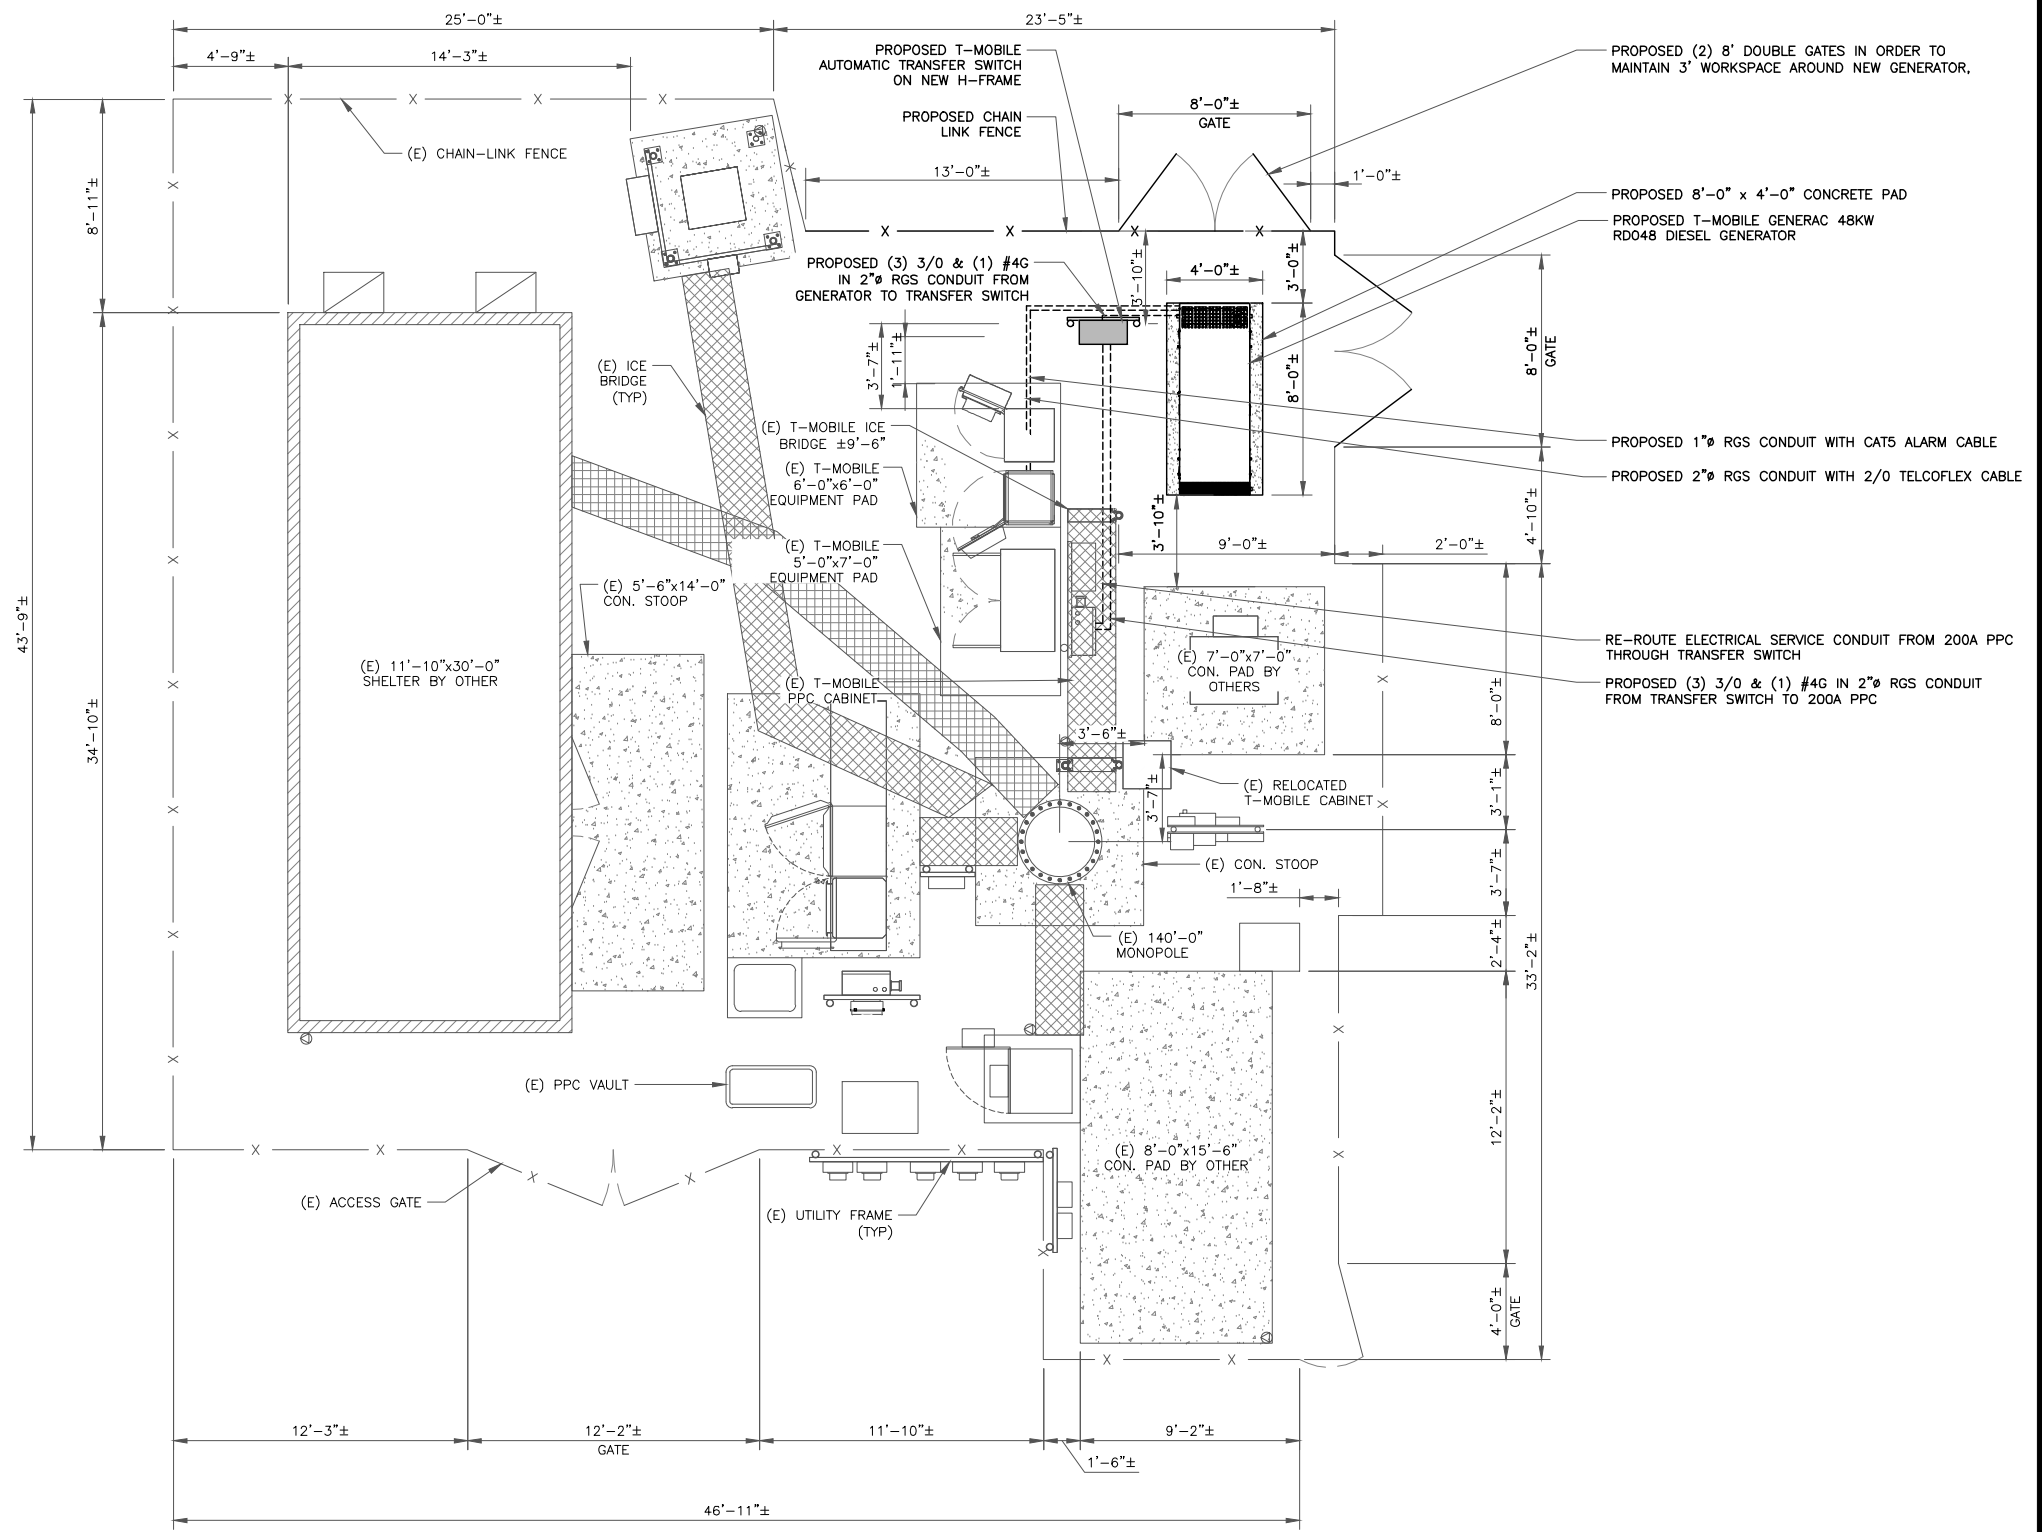 25'-0"±
23'-5"±
4'-9"±
14'-3"±
PROPOSED T-MOBILE
AUTOMATIC TRANSFER SWITCH
ON NEW H-FRAME
PROPOSED (2) 8' DOUBLE GATES IN ORDER TO
MAINTAIN 3' WORKSPACE AROUND NEW GENERATOR,
8'-0"±
GATE
PROPOSED CHAIN
LINK FENCE
X X X X
(E) CHAIN-LINK FENCE
13'-0"±
1'-0"±
PROPOSED 8'-0" x 4'-0" CONCRETE PAD
PROPOSED T-MOBILE GENERAC 48KW
RD048 DIESEL GENERATOR
8'-11"±
X X X X
PROPOSED (3) 3/0 & (1) #4G
IN 2"ø RGS CONDUIT FROM
GENERATOR TO TRANSFER SWITCH
3'-10"±
4'-0"±
3'-0"±
8'-0"±
8'-0"±
GATE
3'-7"±
1'-11"±
(E) ICE
BRIDGE
(TYP)
(E) T-MOBILE ICE
BRIDGE ±9'-6"
PROPOSED 1"ø RGS CONDUIT WITH CAT5 ALARM CABLE
(E) T-MOBILE
6'-0"x6'-0"
EQUIPMENT PAD
PROPOSED 2"ø RGS CONDUIT WITH 2/0 TELCOFLEX CABLE
3'-10"±
4'-10"±
9'-0"±
2'-0"±
(E) T-MOBILE
5'-0"x7'-0"
EQUIPMENT PAD
(E) 5'-6"x14'-0"
CON. STOOP
43'-9"±
34'-10"±
(E) 11'-10"x30'-0"
SHELTER BY OTHER
RE-ROUTE ELECTRICAL SERVICE CONDUIT FROM 200A PPC
THROUGH TRANSFER SWITCH
(E) 7'-0"x7'-0"
CON. PAD BY
OTHERS
(E) T-MOBILE
PPC CABINET
PROPOSED (3) 3/0 & (1) #4G IN 2"ø RGS CONDUIT
FROM TRANSFER SWITCH TO 200A PPC
8'-0"±
3'-6"±
3'-7"±
(E) RELOCATED
T-MOBILE CABINET
3'-1"±
(E) CON. STOOP
3'-7"±
1'-8"±
(E) 140'-0"
MONOPOLE
2'-4"±
33'-2"±
(E) PPC VAULT
12'-2"±
(E) 8'-0"x15'-6"
CON. PAD BY OTHER
X X X X
(E) ACCESS GATE
(E) UTILITY FRAME
(TYP)
4'-0"±
GATE
X X
12'-3"±
12'-2"±
GATE
11'-10"±
9'-2"±
1'-6"±
46'-11"±